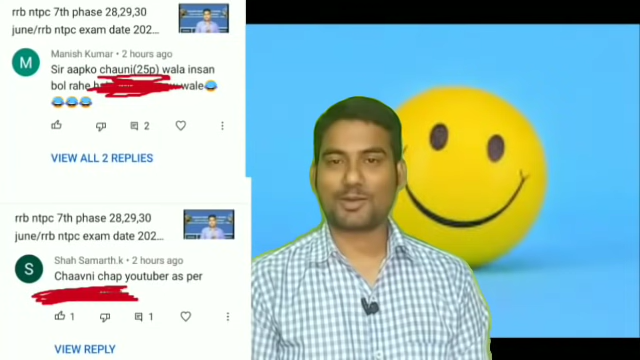 rrb ntpc 7th phase 28,29,30
june/rrb ntpc exam date 202...
M
Manish Kumar • 2 hours ago
Sir aapko chauni(25p) wala insan
bol rahe wale😂
😂😂😂
2
VIEW ALL 2 REPLIES
rrb ntpc 7th phase 28,29,30
june/rrb ntpc exam date 202...
S
Shah Samarth.k • 2 hours ago
Chaavni chap youtuber as per
1 1
VIEW REPLY